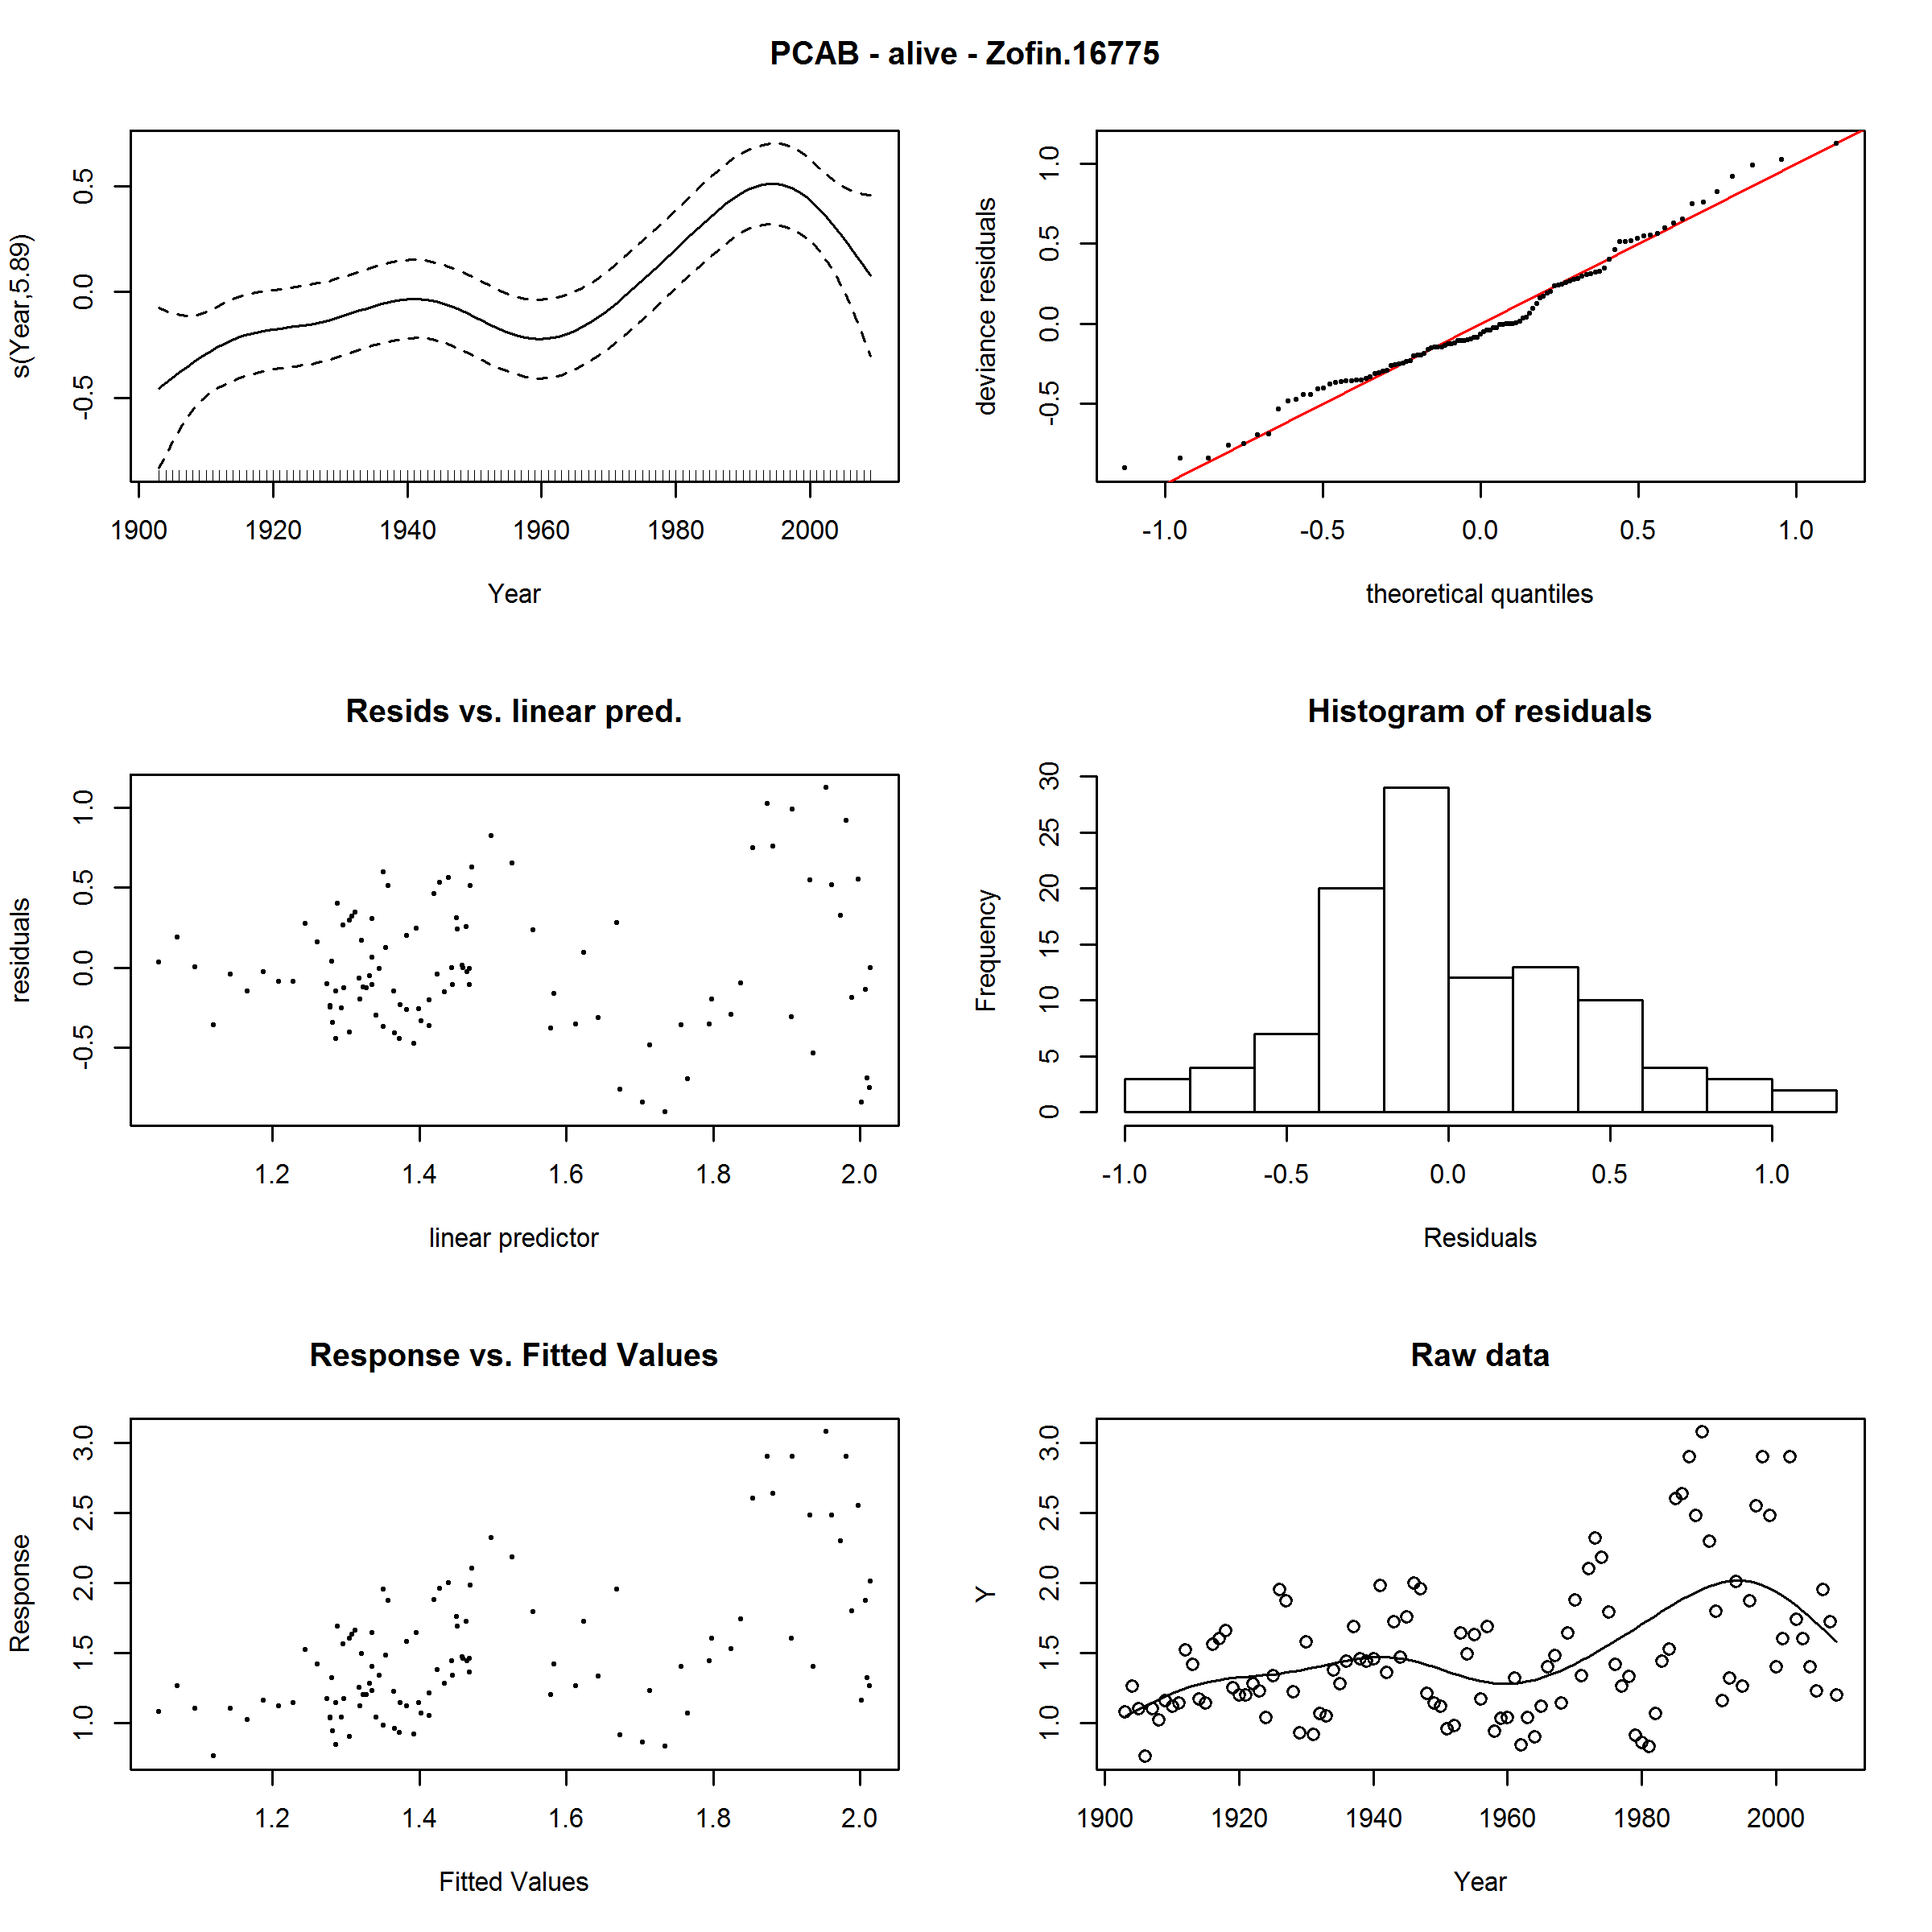 PCAB - alive - Zofin.16775
s(Year,5.89)
-0.5 0.0 0.5
1900 1920 1940 1960 1980 2000
Year
deviance residuals
-0.5 0.0 0.5 1.0
-1.0 -0.5 0.0 0.5 1.0
theoretical quantiles
Resids vs. linear pred.
residuals
-0.5 0.0 0.5 1.0
1.2 1.4 1.6 1.8 2.0
linear predictor
Histogram of residuals
Frequency
0 5 10 15 20 25 30
-1.0 -0.5 0.0 0.5 1.0
Residuals
Response vs. Fitted Values
Response
1.0 1.5 2.0 2.5 3.0
1.2 1.4 1.6 1.8 2.0
Fitted Values
Raw data
Y
1.0 1.5 2.0 2.5 3.0
1900 1920 1940 1960 1980 2000
Year